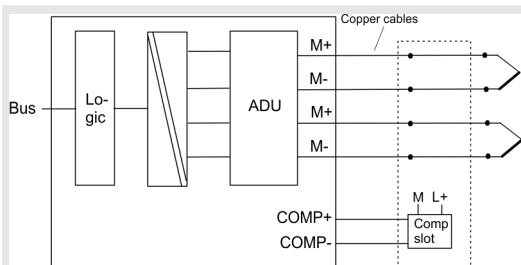 Copper cables
M+
M-
M+
M-
Bus
Lo-
gic
ADU
M L+
COMP+
COMP-
Comp
slot